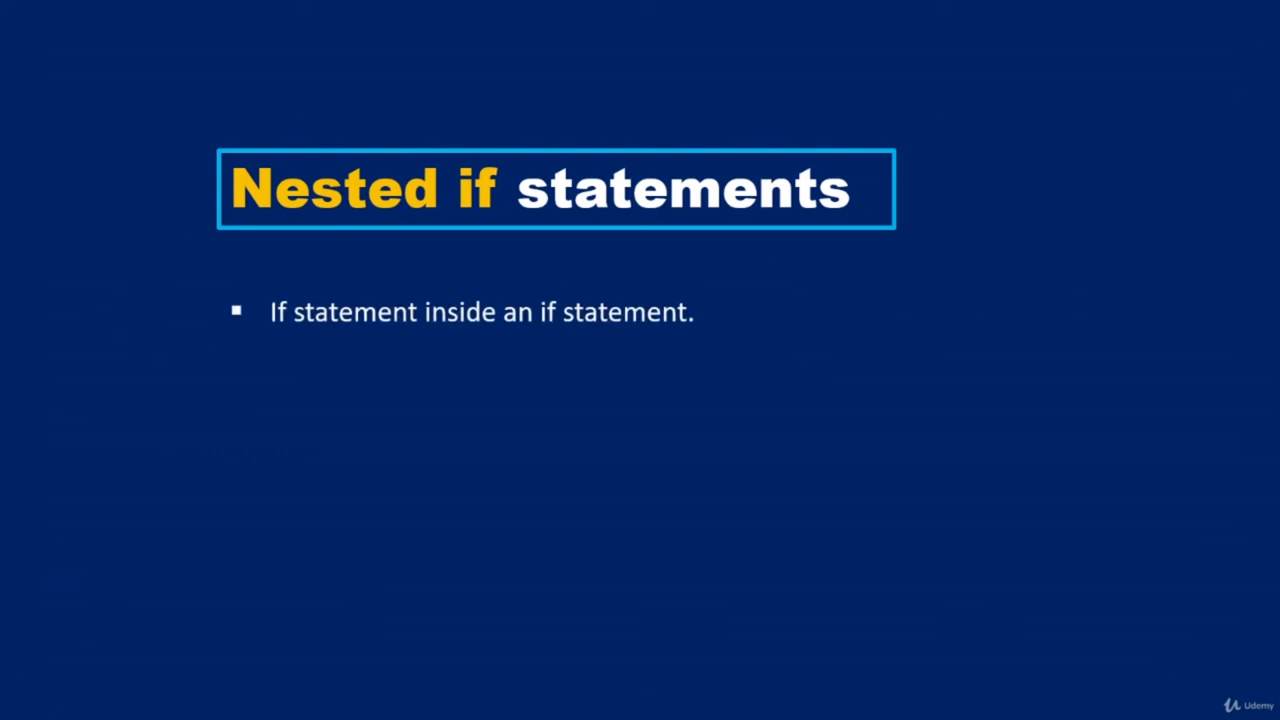 Nested if statements
▪ If statement inside an if statement.
Udemy